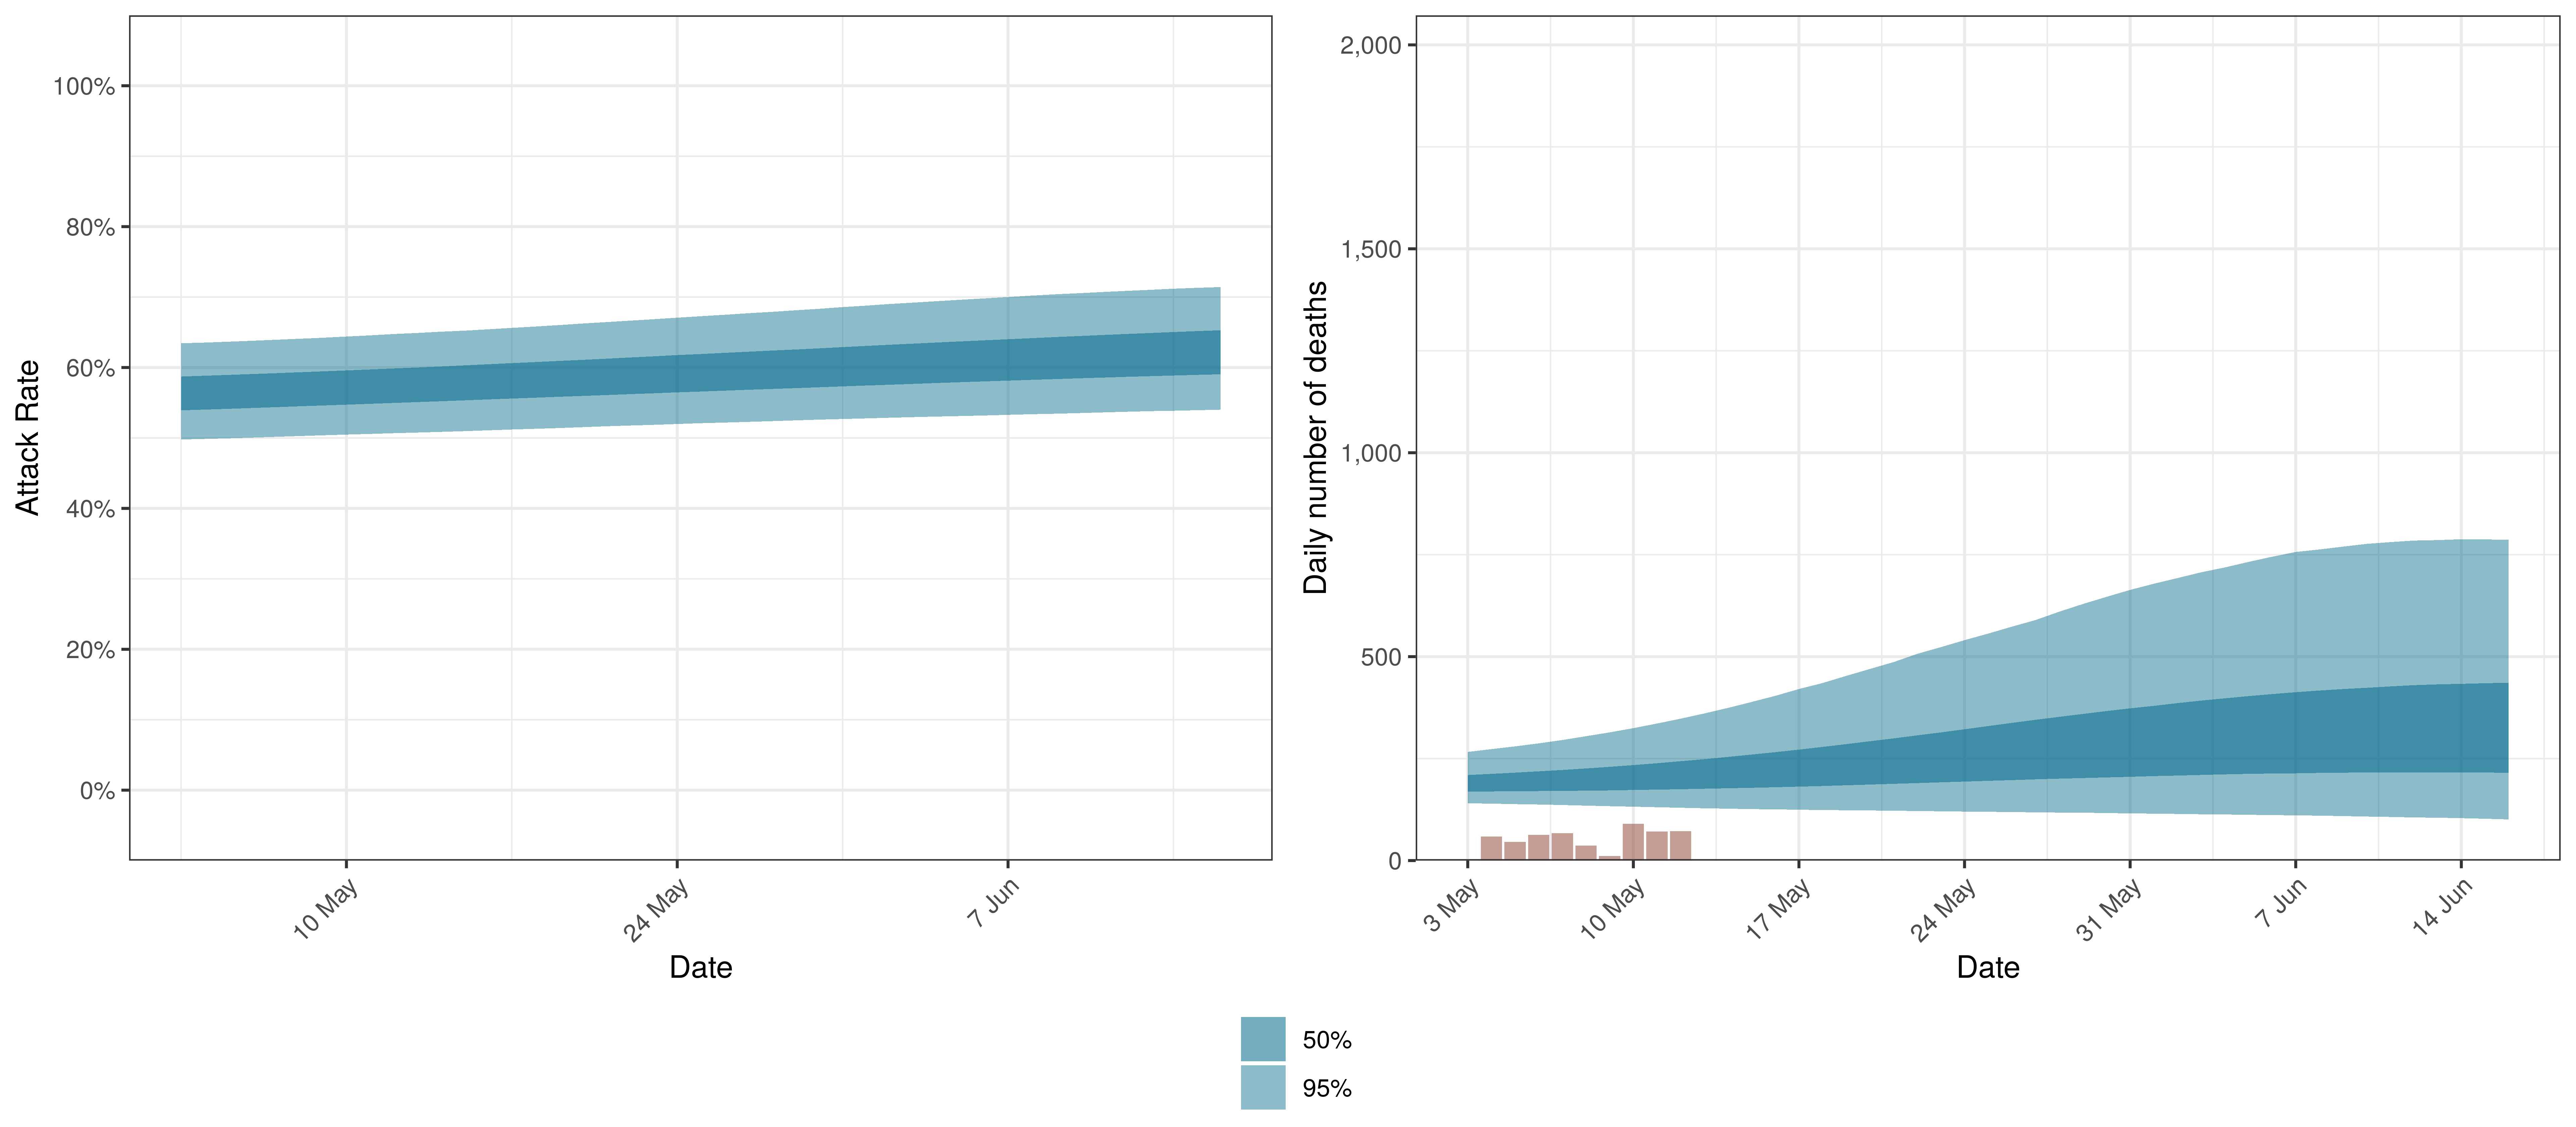 100%
80%
60%
40%
20%
0%
Attack Rate
10 May
24 May
7 Jun
Date
2,000
1,500
1,000
500
0
Daily number of deaths
3 May
10 May
17 May
24 May
31 May
7 Jun
14 Jun
Date
50%
95%